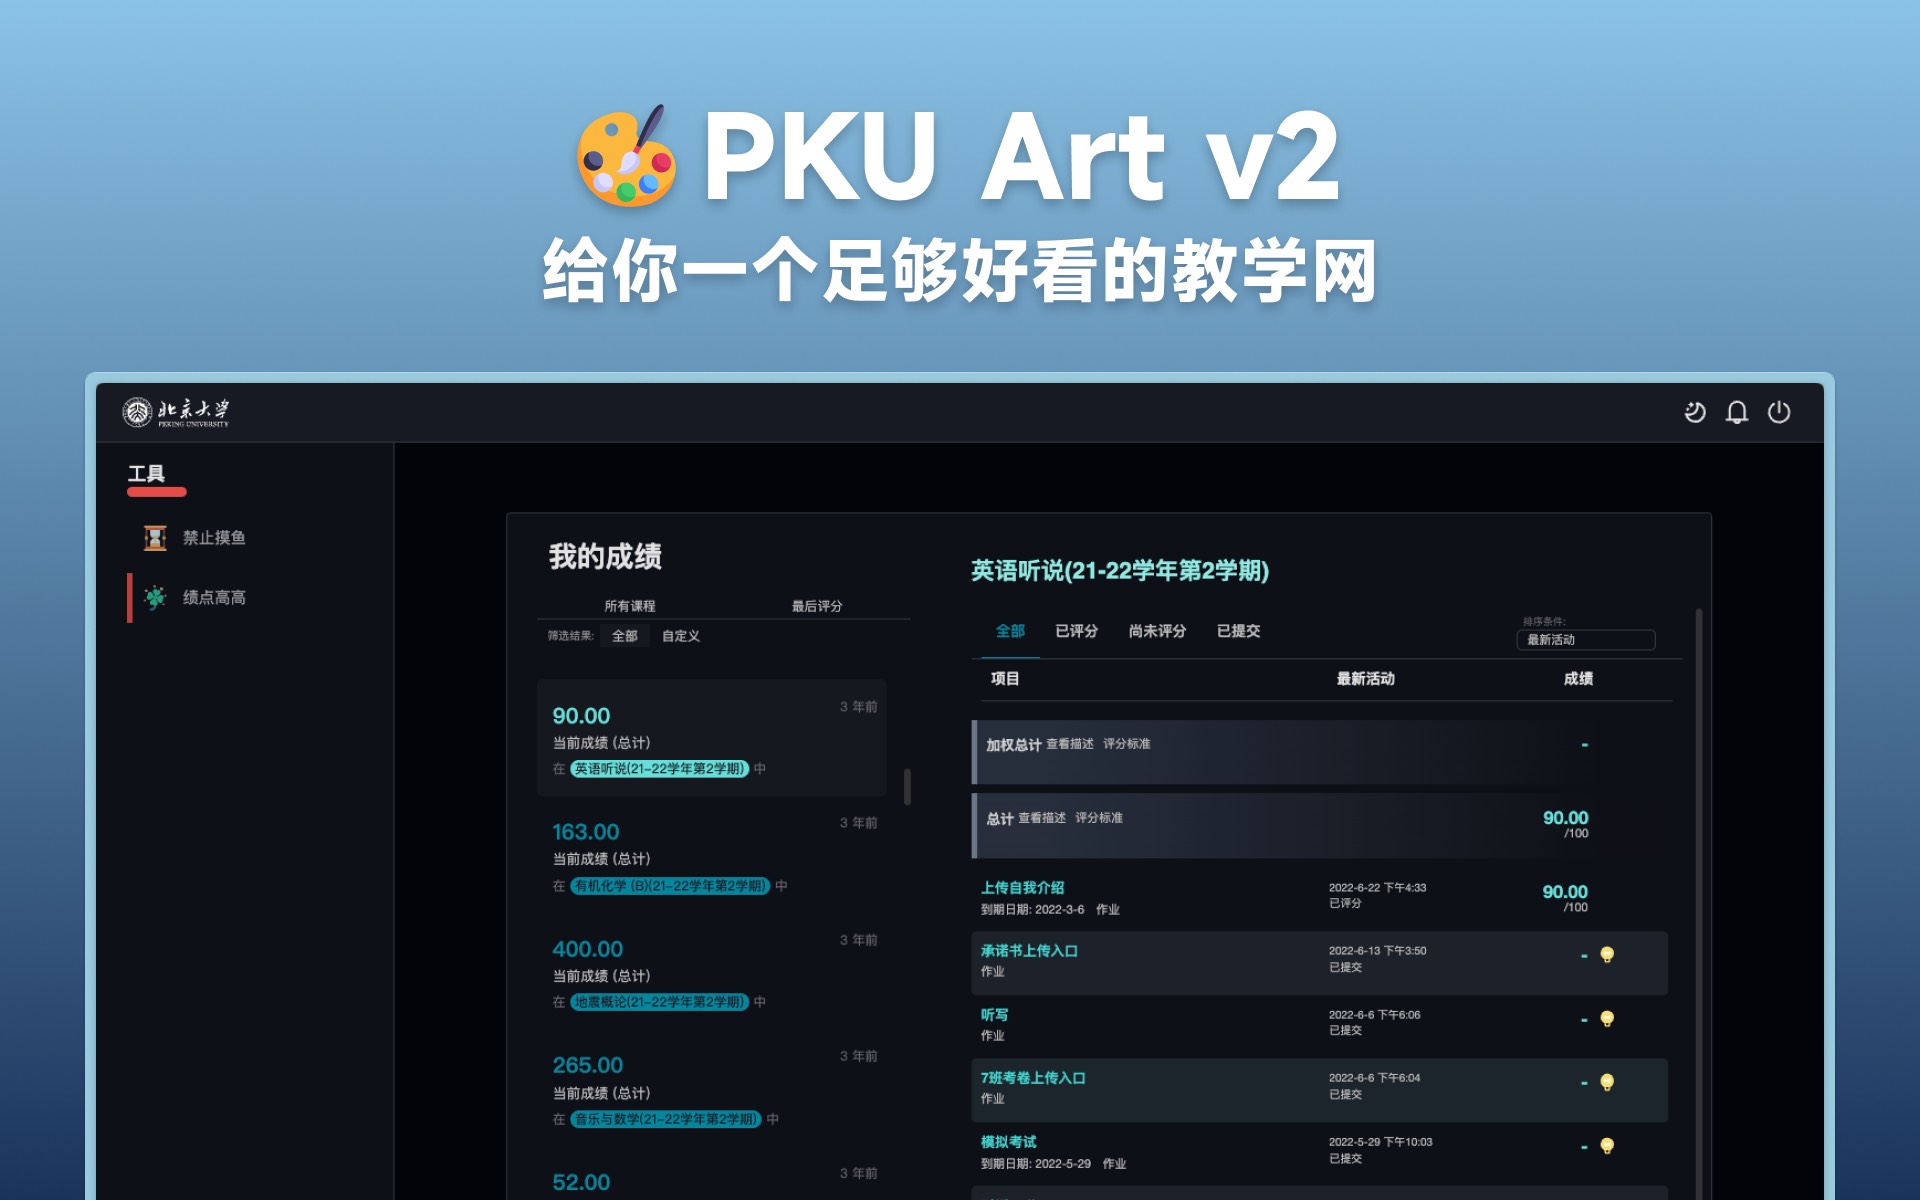 PKU Art v2
给你一个足够好看的教学网
北京大学
PEKING UNIVERSITY
工具
禁止摸鱼
绩点高高
我的成绩
所有课程 最后评分
筛选结果: 全部 自定义
90.00 3 年前
当前成绩 (总计)
在 英语听说(21-22学年第2学期) 中
163.00 3 年前
当前成绩 (总计)
在 有机化学 (B)(21-22学年第2学期) 中
400.00 3 年前
当前成绩 (总计)
在 地震概论(21-22学年第2学期) 中
265.00 3 年前
当前成绩 (总计)
在 音乐与数学(21-22学年第2学期) 中
52.00 3 年前
英语听说(21-22学年第2学期)
全部 已评分 尚未评分 已提交
排序条件:
最新活动
项目 最新活动 成绩
加权总计 查看描述 评分标准 -
总计 查看描述 评分标准 90.00
/100
上传自我介绍 2022-6-22 下午4:33 90.00
到期日期: 2022-3-6 作业 已评分 /100
承诺书上传入口 2022-6-13 下午3:50 -
作业 已提交
听写 2022-6-6 下午6:06 -
作业 已提交
7班考卷上传入口 2022-6-6 下午6:04 -
作业 已提交
模拟考试 2022-5-29 下午10:03 -
到期日期: 2022-5-29 作业 已提交